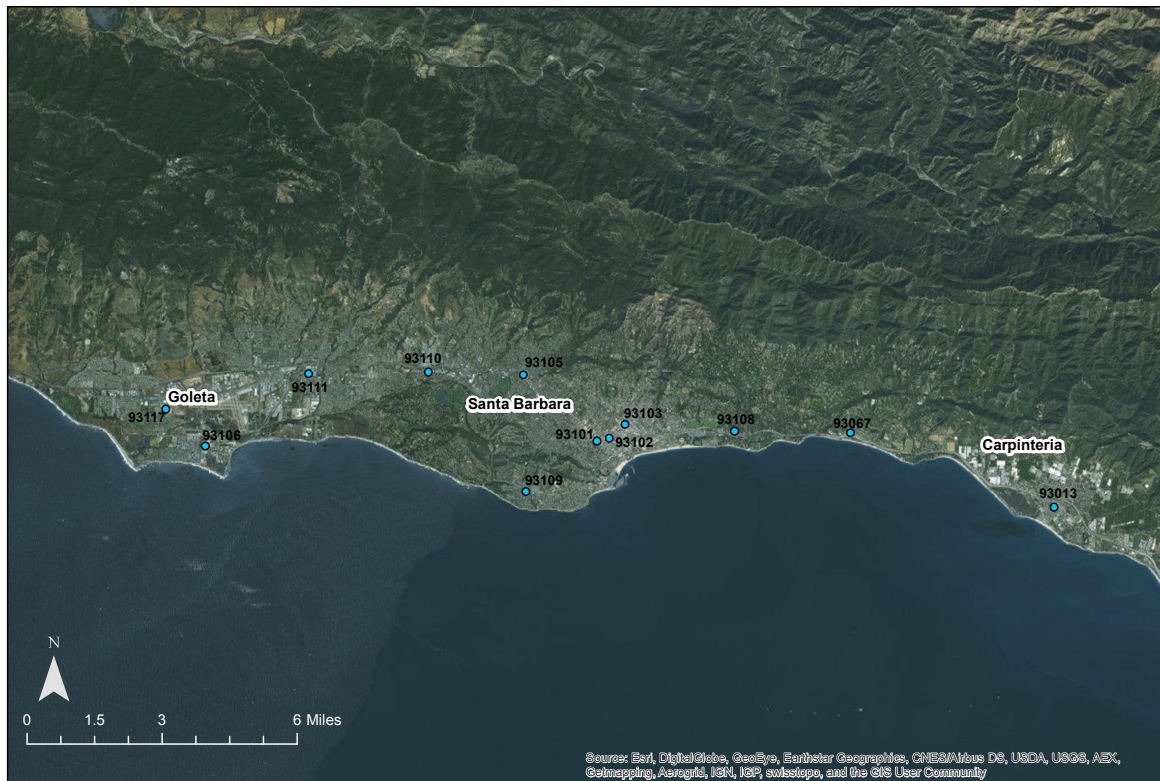 93110
93105
93111
Goleta
Santa Barbara
93117
93106
93103
93108
93067
93101
93102
Carpinteria
93109
93013
N
0 1.5 3 6 Miles
Source: Esri, DigitalGlobe, GeoEye, Earthstar Geographics, CNES/Airbus DS, USDA, USGS, AEX,
Getmapping, Aerogrid, IGN, IGP, swisstopo, and the GIS User Community